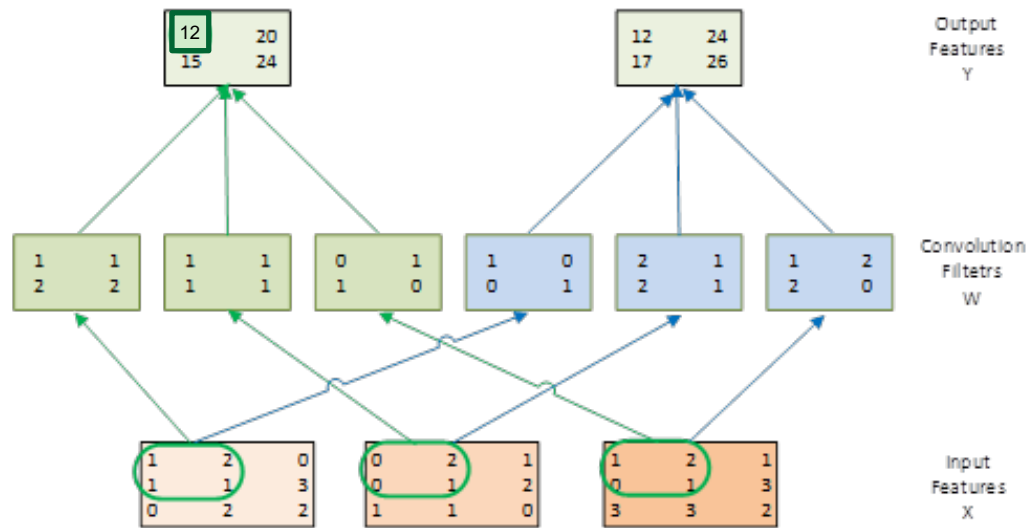 12 20
15 24
12 24
17 26
Output
Features
Y
1 1
2 2
1 1
1 1
0 1
1 0
1 0
0 1
2 1
2 1
1 2
2 0
Convolution
Filtetrs
W
1 2 0
1 1 3
0 2 2
0 2 1
0 1 2
1 1 0
1 2 1
0 1 3
3 3 2
Input
Features
X